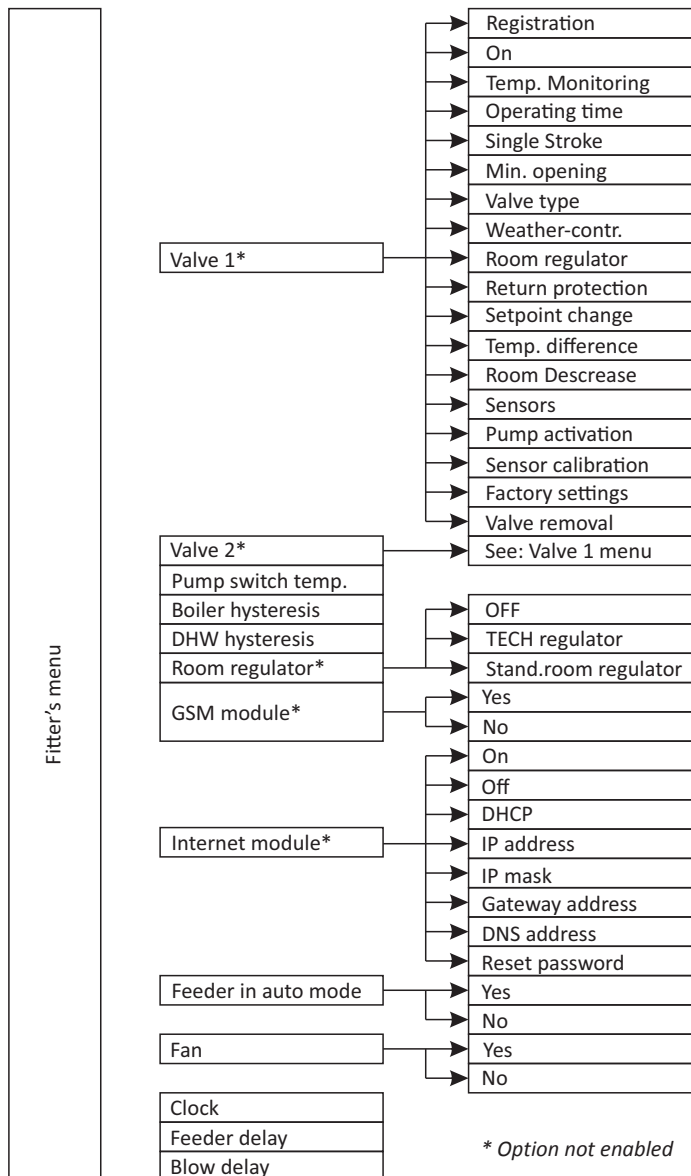 Fitter's menu
Valve 1*
Registration
On
Temp. Monitoring
Operating time
Single Stroke
Min. opening
Valve type
Weather-contr.
Room regulator
Return protection
Setpoint change
Temp. difference
Room Descrease
Sensors
Pump activation
Sensor calibration
Factory settings
Valve removal
Valve 2*
See: Valve 1 menu
Pump switch temp.
Boiler hysteresis
DHW hysteresis
Room regulator*
OFF
TECH regulator
Stand.room regulator
GSM module*
Yes
No
Internet module*
On
Off
DHCP
IP address
IP mask
Gateway address
DNS address
Reset password
Feeder in auto mode
Yes
No
Fan
Yes
No
Clock
Feeder delay
Blow delay
* Option not enabled